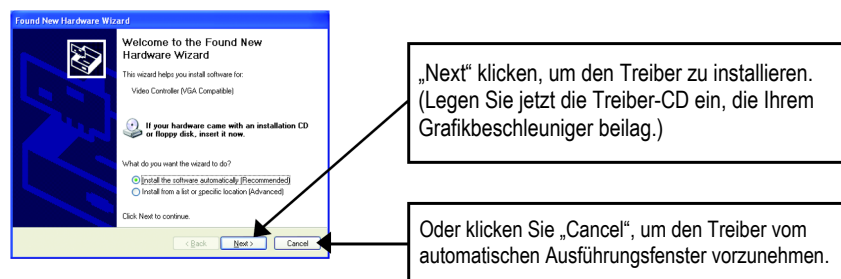 Found New Hardware Wizard
Welcome to the Found New
Hardware Wizard
This wizard helps you install software for:
Video Controller (VGA Compatible)
If your hardware came with an installation CD
or floppy disk, insert it now.
What do you want the wizard to do?
Install the software automatically (Recommended)
Install from a list or specific location (Advanced)
Click Next to continue.
< Back
Next >
Cancel
„Next“ klicken, um den Treiber zu installieren.
(Legen Sie jetzt die Treiber-CD ein, die Ihrem
Grafikbeschleuniger beilag.)
Oder klicken Sie „Cancel“, um den Treiber vom
automatischen Ausführungsfenster vorzunehmen.